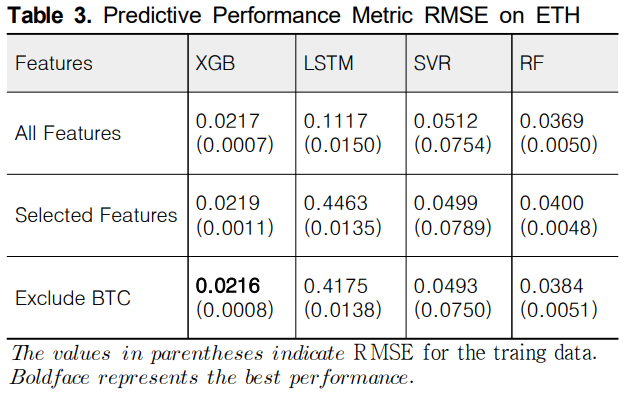 Table 3. Predictive Performance Metric RMSE on ETH
Features XGB LSTM SVR RF
All Features 0.0217 0.1117 0.0512 0.0369
(0.0007) (0.0150) (0.0754) (0.0050)
Selected Features 0.0219 0.4463 0.0499 0.0400
(0.0011) (0.0135) (0.0789) (0.0048)
Exclude BTC 0.0216 0.4175 0.0493 0.0384
(0.0008) (0.0138) (0.0750) (0.0051)
The values in parentheses indicate RMSE for the traing data.
Boldface represents the best performance.